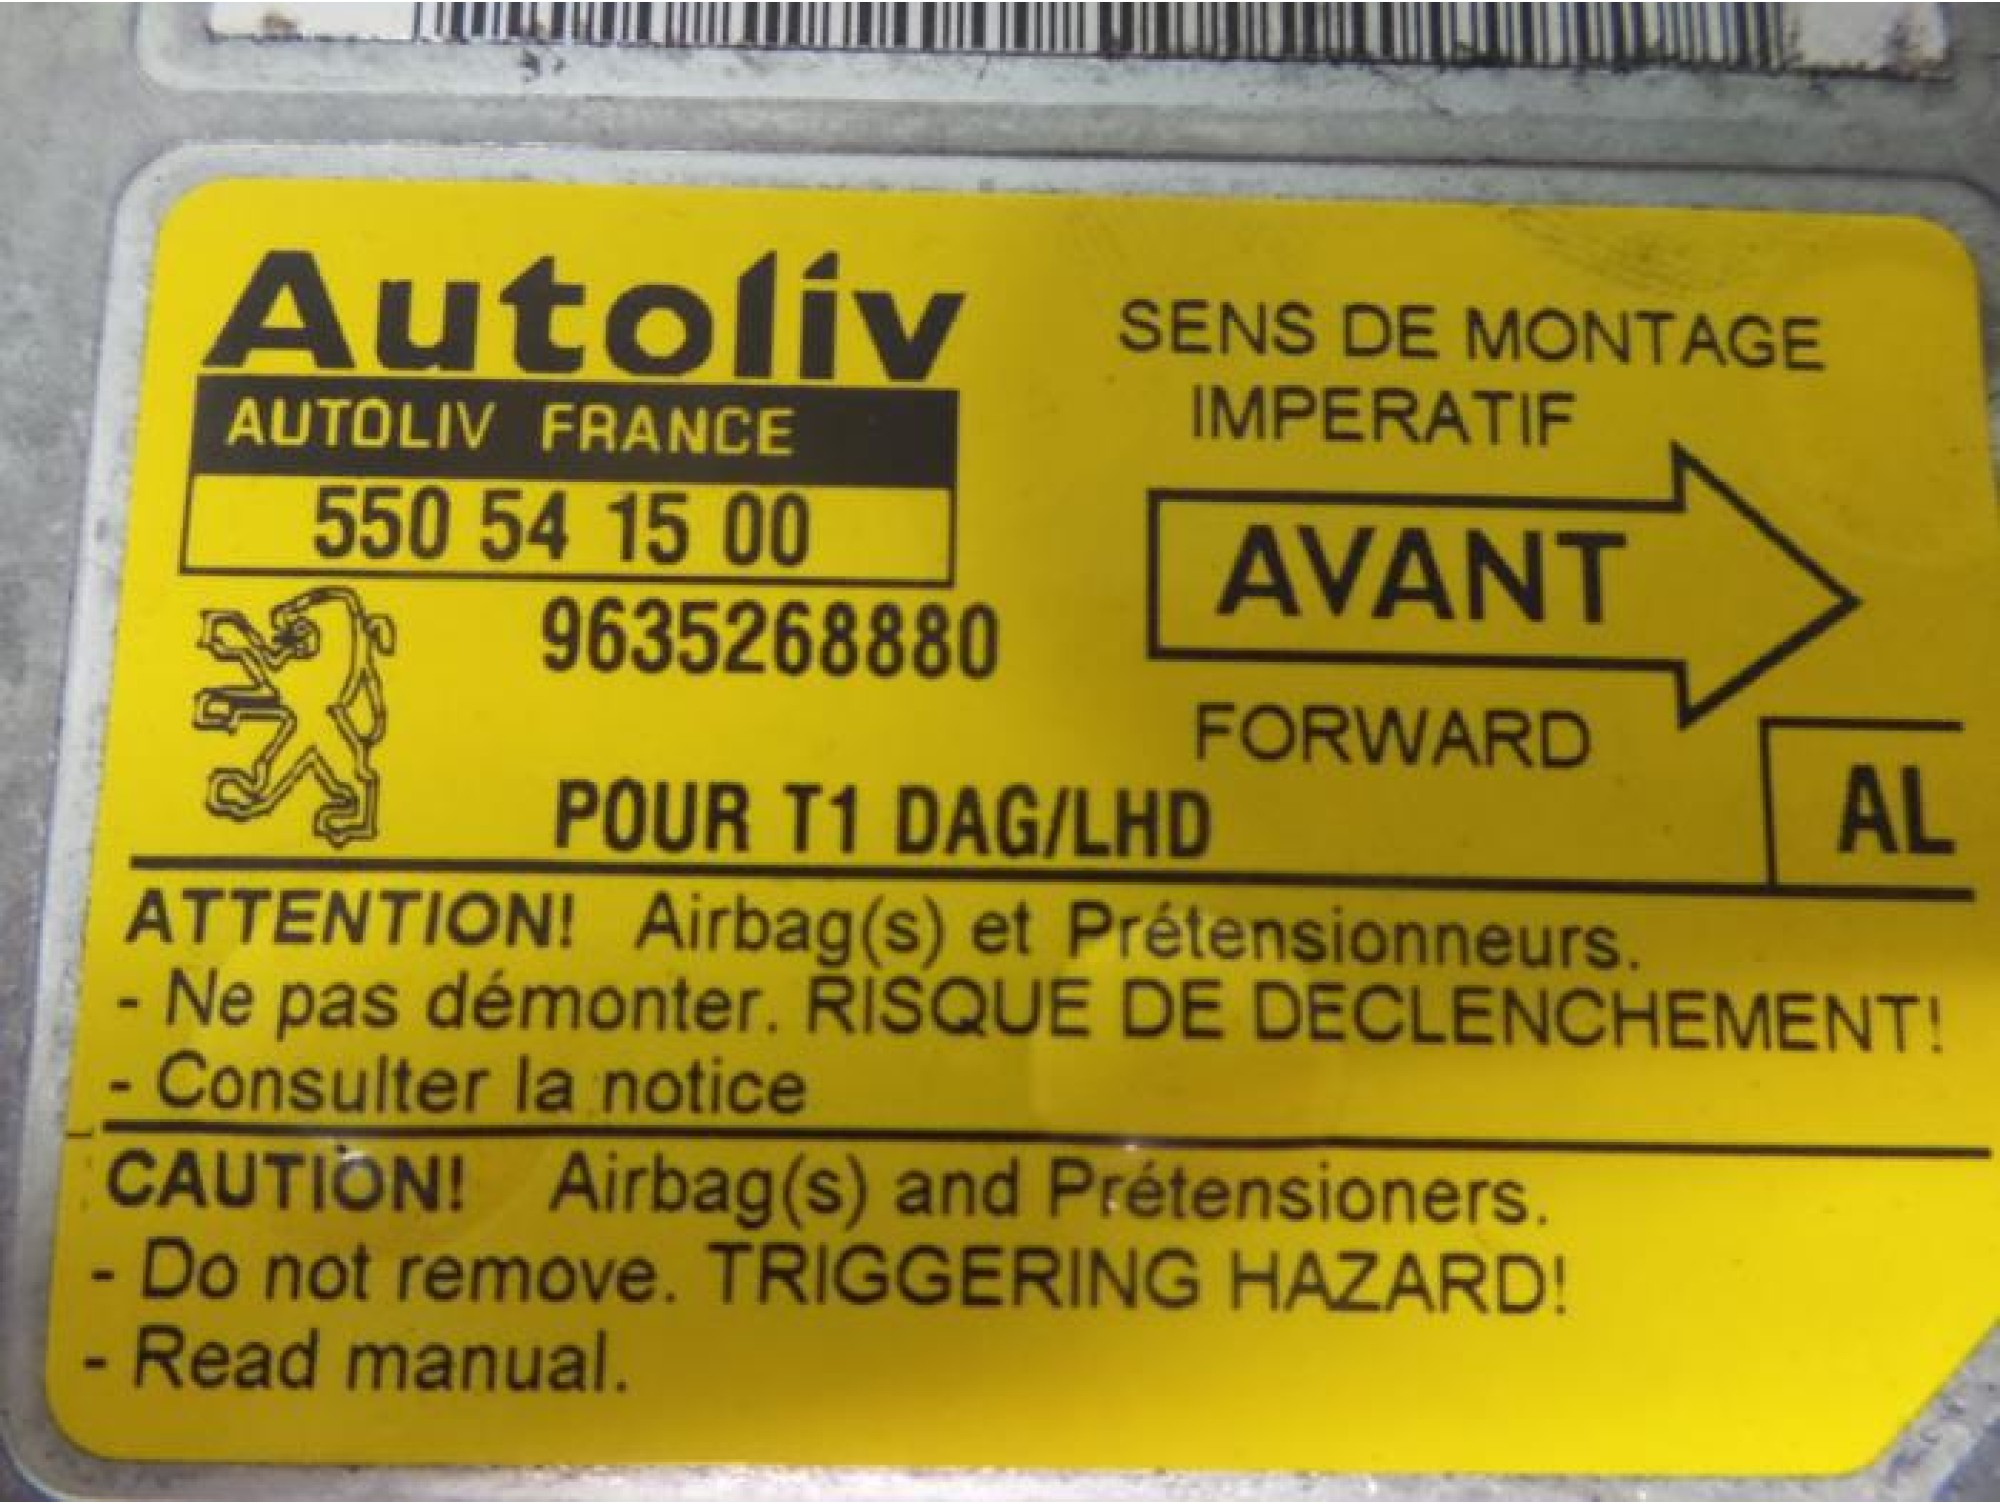 Autoliv
AUTOLIV FRANCE
550 54 15 00
9635268880
POUR T1 DAG/LHD
SENS DE MONTAGE
IMPERATIF
AVANT
FORWARD
AL
ATTENTION! Airbag(s) et Prétensionneurs.
- Ne pas démonter. RISQUE DE DECLENCHEMENT!
- Consulter la notice
CAUTION! Airbag(s) and Prétensioners.
- Do not remove. TRIGGERING HAZARD!
- Read manual.